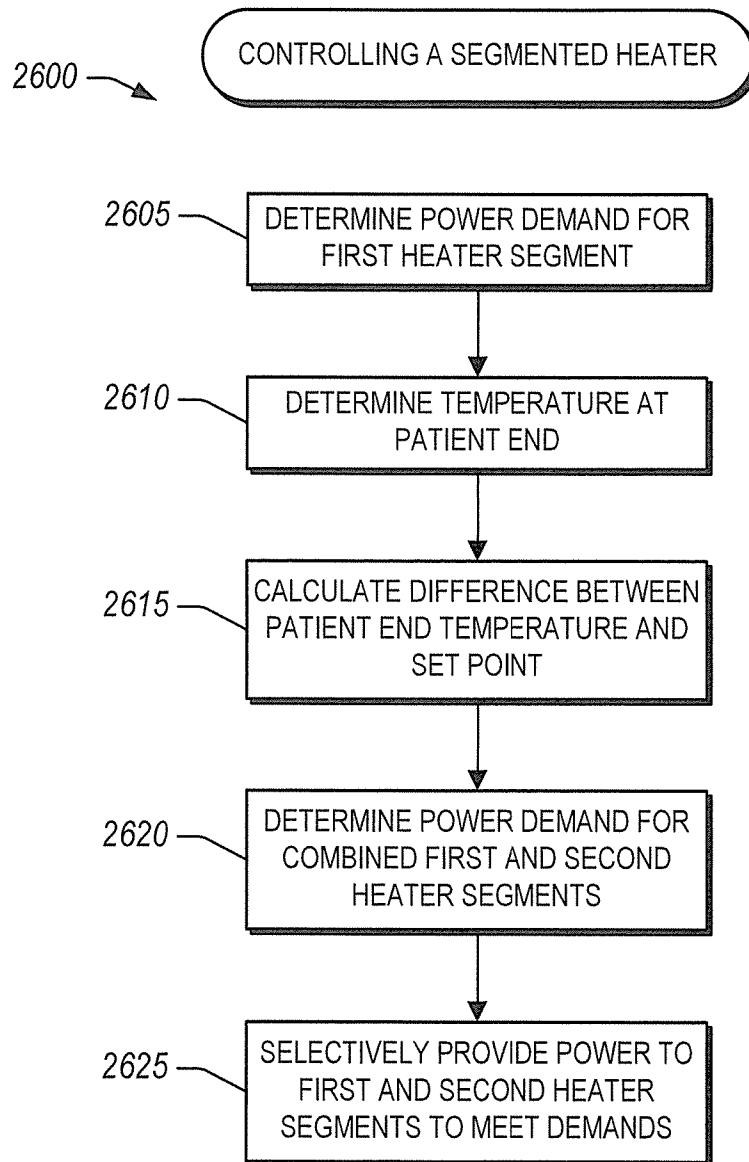 CONTROLLING A SEGMENTED HEATER
2600
2605
DETERMINE POWER DEMAND FOR
FIRST HEATER SEGMENT
2610
DETERMINE TEMPERATURE AT
PATIENT END
2615
CALCULATE DIFFERENCE BETWEEN
PATIENT END TEMPERATURE AND
SET POINT
2620
DETERMINE POWER DEMAND FOR
COMBINED FIRST AND SECOND
HEATER SEGMENTS
2625
SELECTIVELY PROVIDE POWER TO
FIRST AND SECOND HEATER
SEGMENTS TO MEET DEMANDS